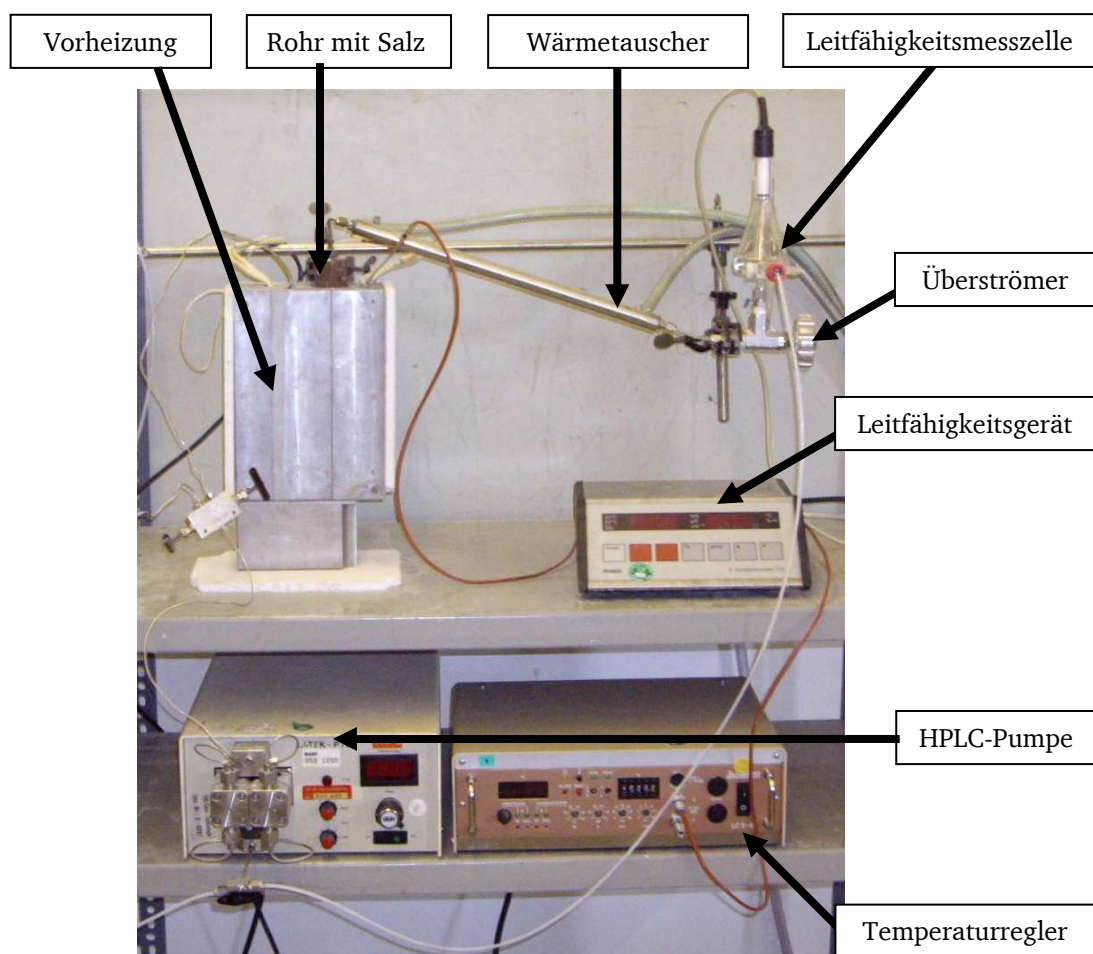 Vorheizung
Rohr mit Salz
Wärmetauscher
Leitfähigkeitsmesszelle
Überströmer
Leitfähigkeitsgerät
HPLC-Pumpe
Temperaturregler